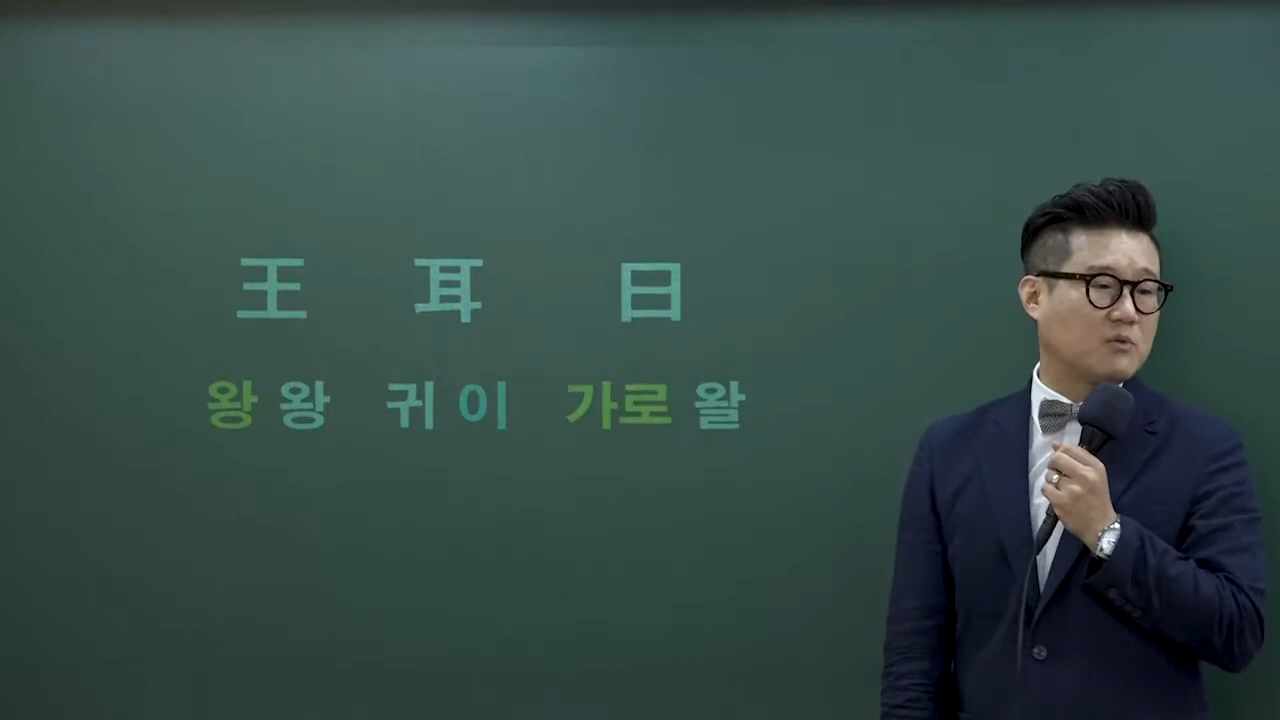 王 耳 曰
왕 왕 귀 이 가로 왈